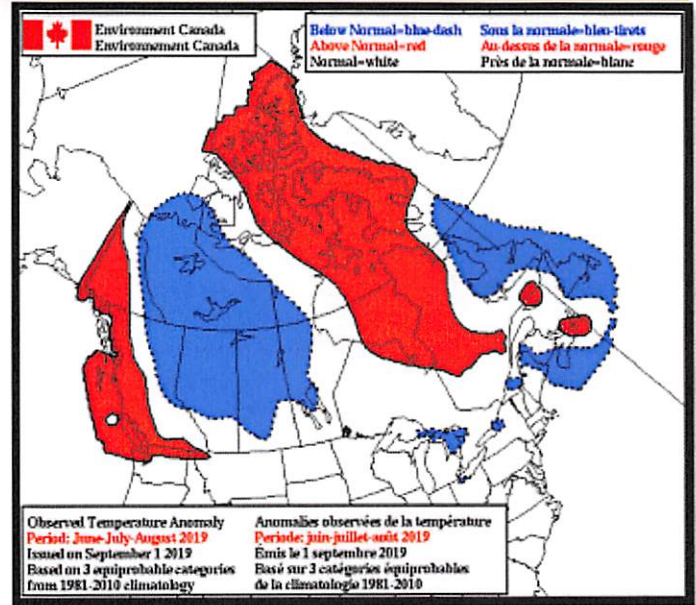 Environment Canada
Environnement Canada
Below Normal=blue-dash
Above Normal=red
Normal=white
Sous la normale=bleu-tirets
Au-dessus de la normale=rouge
Près de la normale=blanc
Observed Temperature Anomaly
Period: June-July-August 2019
Issued on September 1 2019
Based on 3 equiprobable categories
from 1981-2010 climatology
Anomalies observées de la température
Periode: juin-juillet-août 2019
Émis le 1 septembre 2019
Basé sur 3 catégories équiprobables
de la climatologie 1981-2010